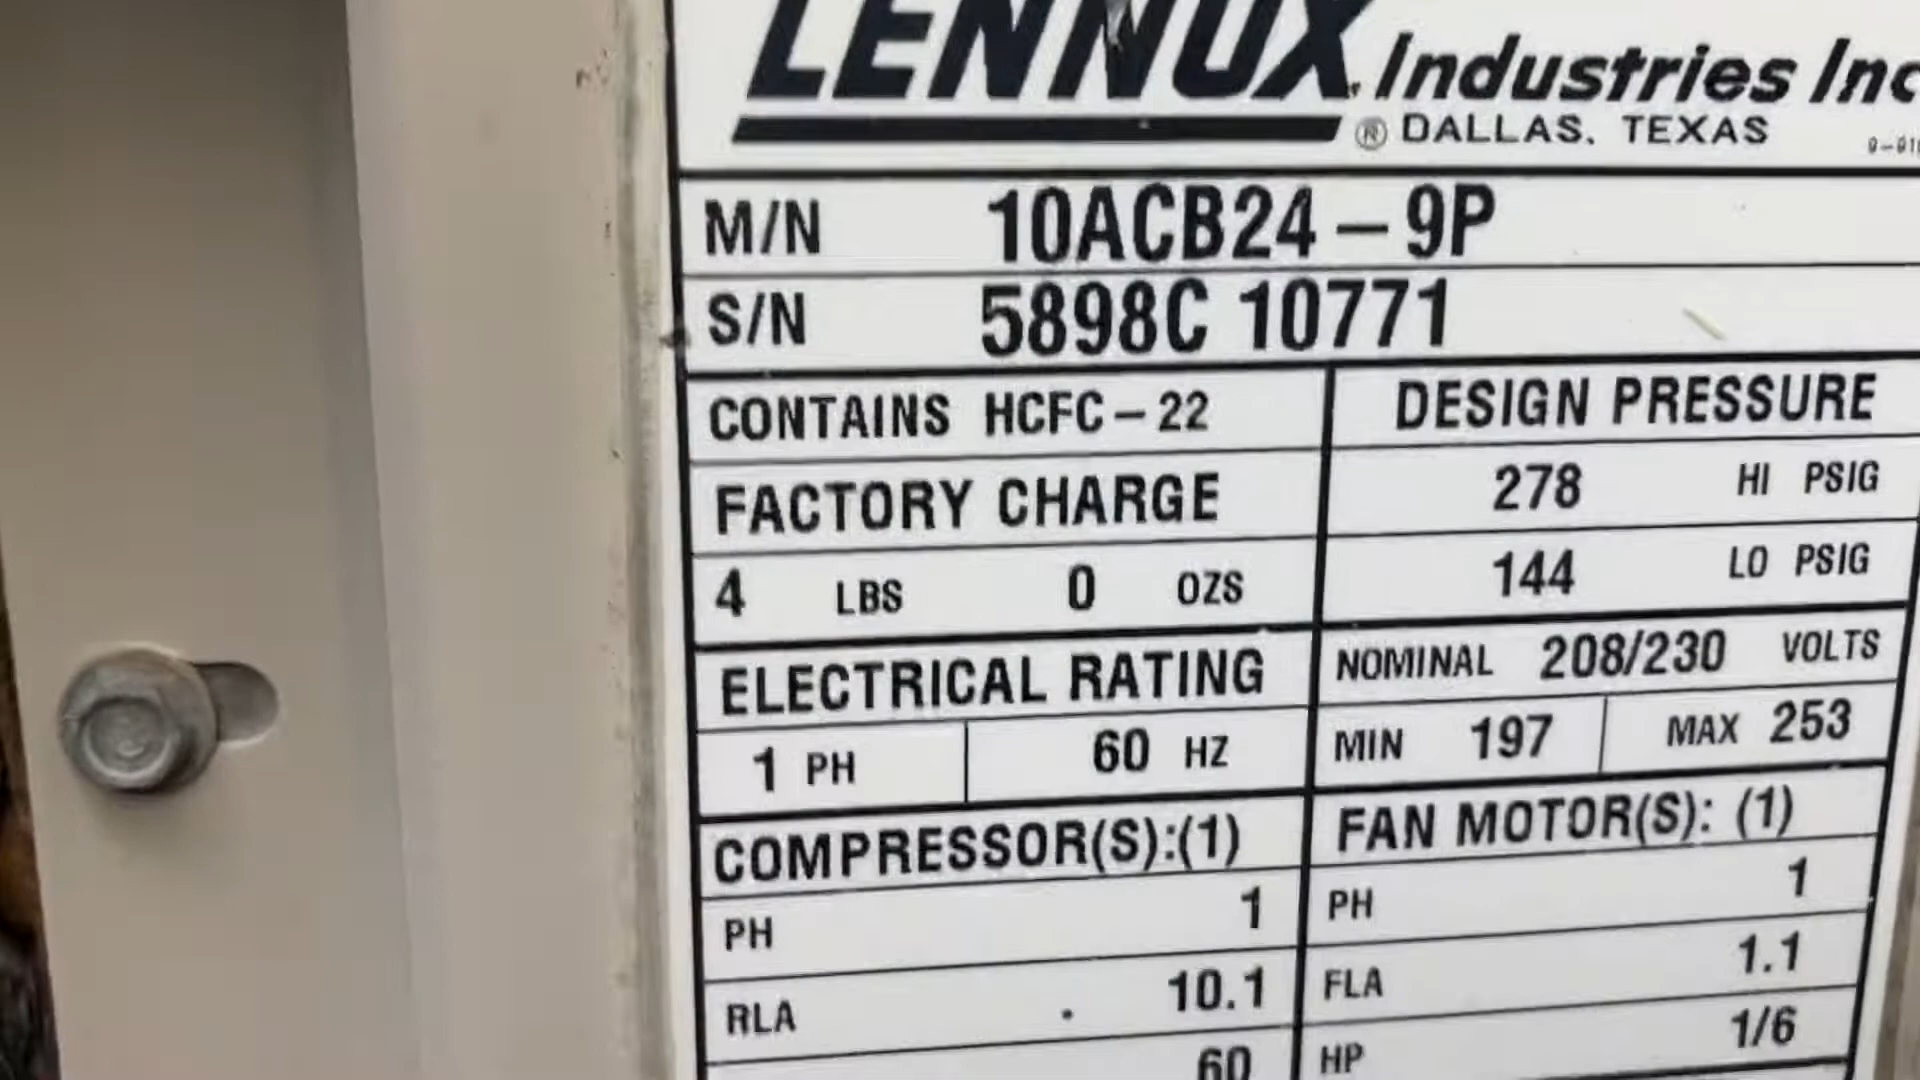 LENNOX Industries Inc
® DALLAS, TEXAS
M/N 10ACB24-9P
S/N 5898C 10771
CONTAINS HCFC-22
DESIGN PRESSURE
FACTORY CHARGE
278 HI PSIG
4 LBS 0 OZS
144 LO PSIG
ELECTRICAL RATING
NOMINAL 208/230 VOLTS
1 PH 60 HZ
MIN 197 MAX 253
COMPRESSOR(S):(1)
FAN MOTOR(S): (1)
PH 1
PH 1
RLA 10.1
FLA 1.1
60
HP 1/6